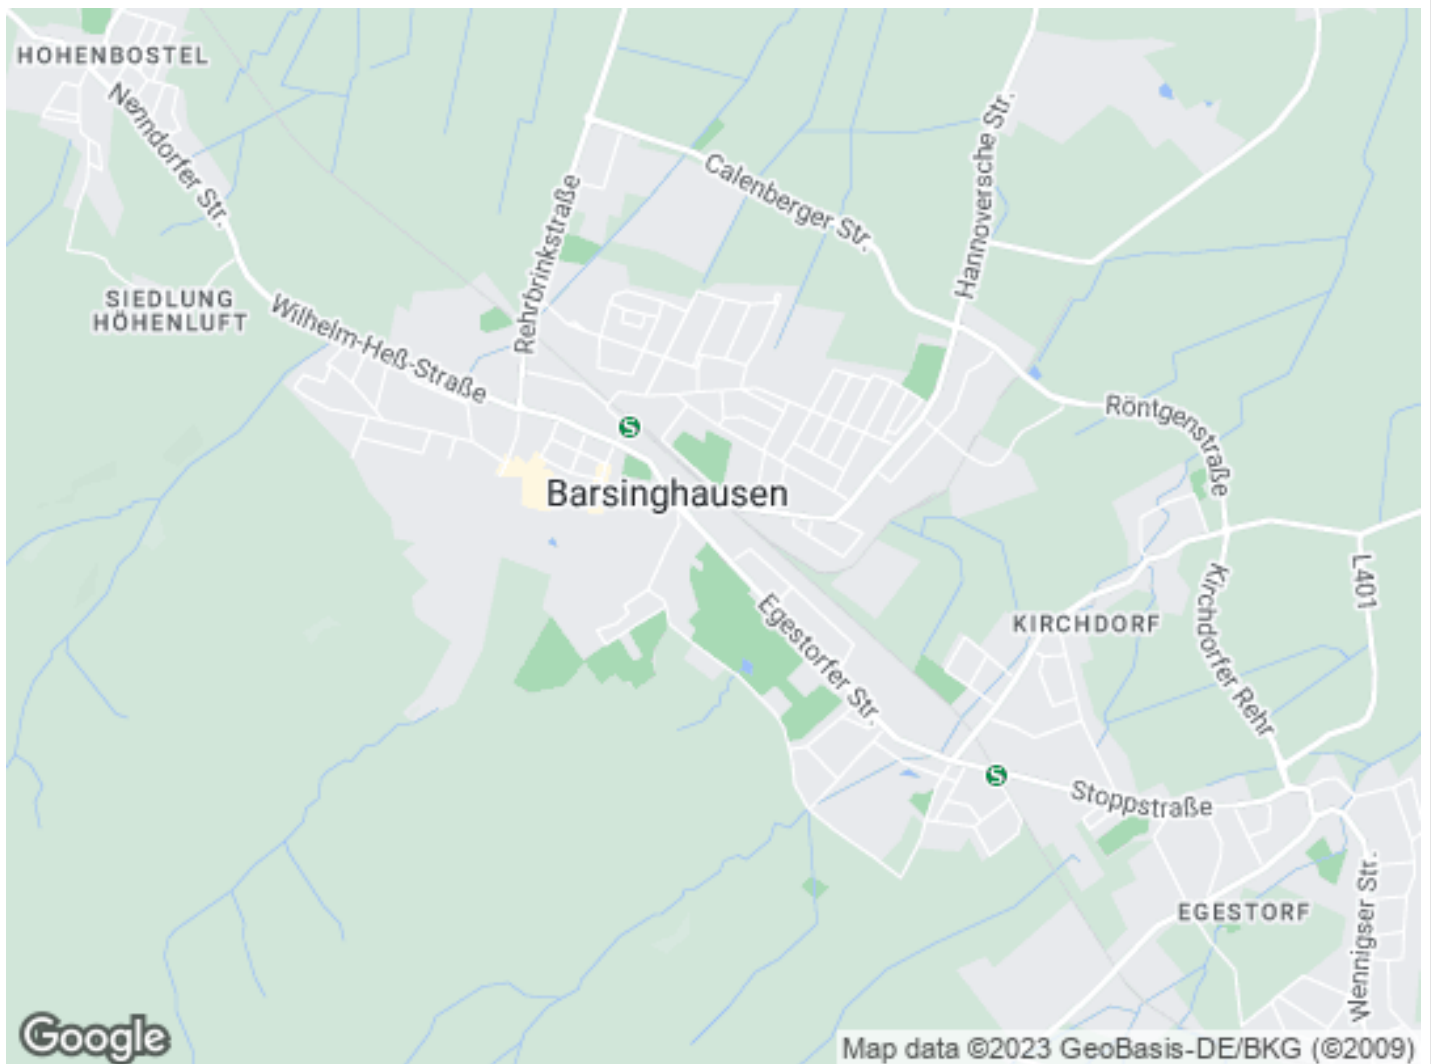 HOHENBOSTEL
Nenndorfer Str.
Calenberger Str.
Hannoversche Str.
Rehrbrinkstraße
SIEDLUNG
HÖHENLUFT
Wilhelm-Heß-Straße
Röntgenstraße
S
Barsinghausen
L401
Kirchdorfer Rehr
KIRCHDORF
Egestorfer Str.
S
Stoppstraße
EGESTORF
Wennigser Str.
Google
Map data ©2023 GeoBasis-DE/BKG (©2009)